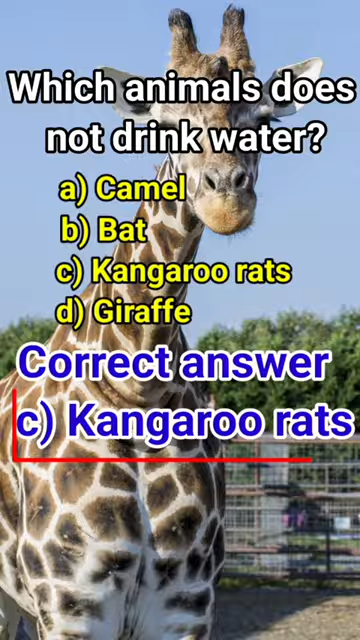 Which animals does
not drink water?
a) Camel
b) Bat
c) Kangaroo rats
d) Giraffe
Correct answer
c) Kangaroo rats